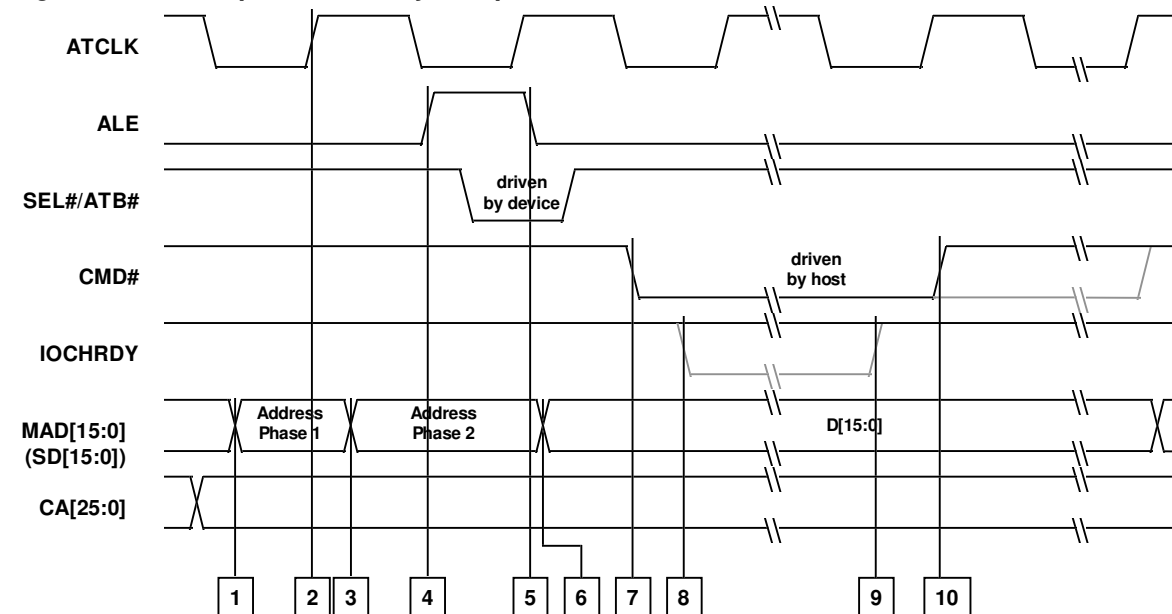 ATCLK
ALE
SEL#/ATB#
driven
by device
CMD#
driven
by host
IOCHRDY
MAD[15:0]
(SD[15:0])
Address
Phase 1
Address
Phase 2
D[15:0]
CA[25:0]
1 2 3 4 5 6 7 8 9 10